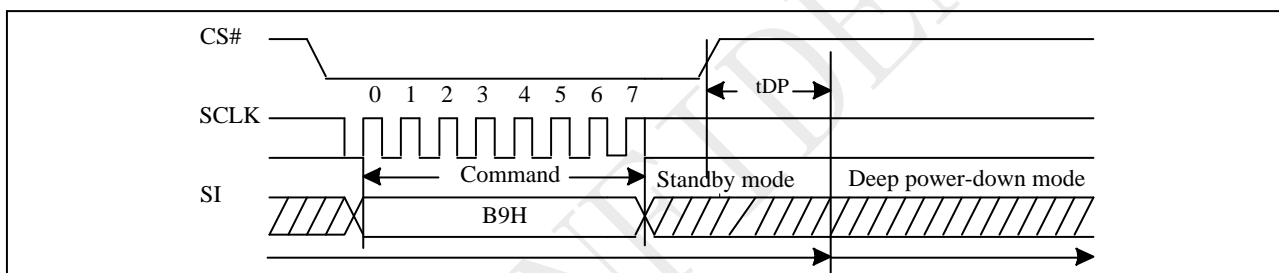 CS#
tDP
0 1 2 3 4 5 6 7
SCLK
Command
Standby mode
Deep power-down mode
SI
B9H